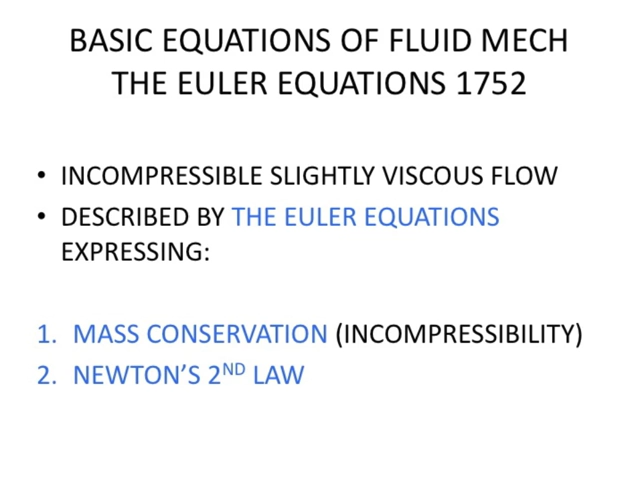 BASIC EQUATIONS OF FLUID MECH
THE EULER EQUATIONS 1752
• INCOMPRESSIBLE SLIGHTLY VISCOUS FLOW
• DESCRIBED BY THE EULER EQUATIONS
EXPRESSING:
1. MASS CONSERVATION (INCOMPRESSIBILITY)
2. NEWTON'S 2ND LAW